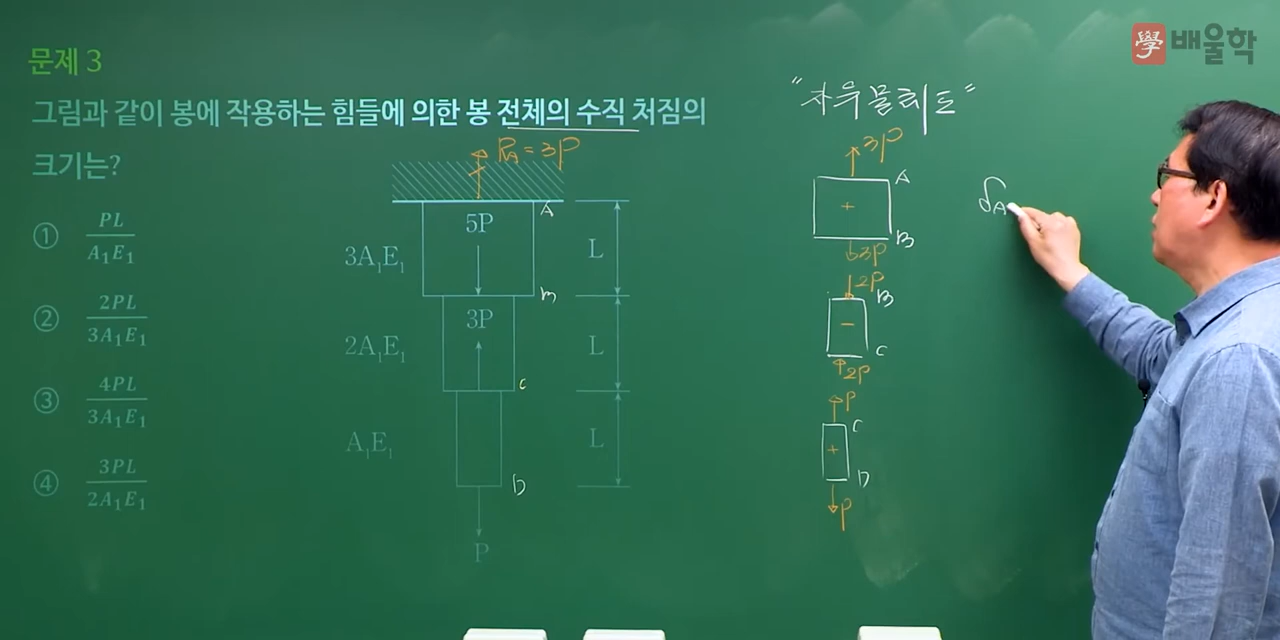 學 배울학
문제 3
그림과 같이 봉에 작용하는 힘들에 의한 봉 전체의 수직 처짐의
크기는?
① PL / A₁E₁
② 2PL / 3A₁E₁
③ 4PL / 3A₁E₁
④ 3PL / 2A₁E₁
R_A = 3P
A
5P
3A₁E₁
L
B
3P
2A₁E₁
L
C
A₁E₁
L
D
P
"자유물체도"
3P
A
+
B
3P
2P
B
-
C
2P
P
C
+
D
P
δA